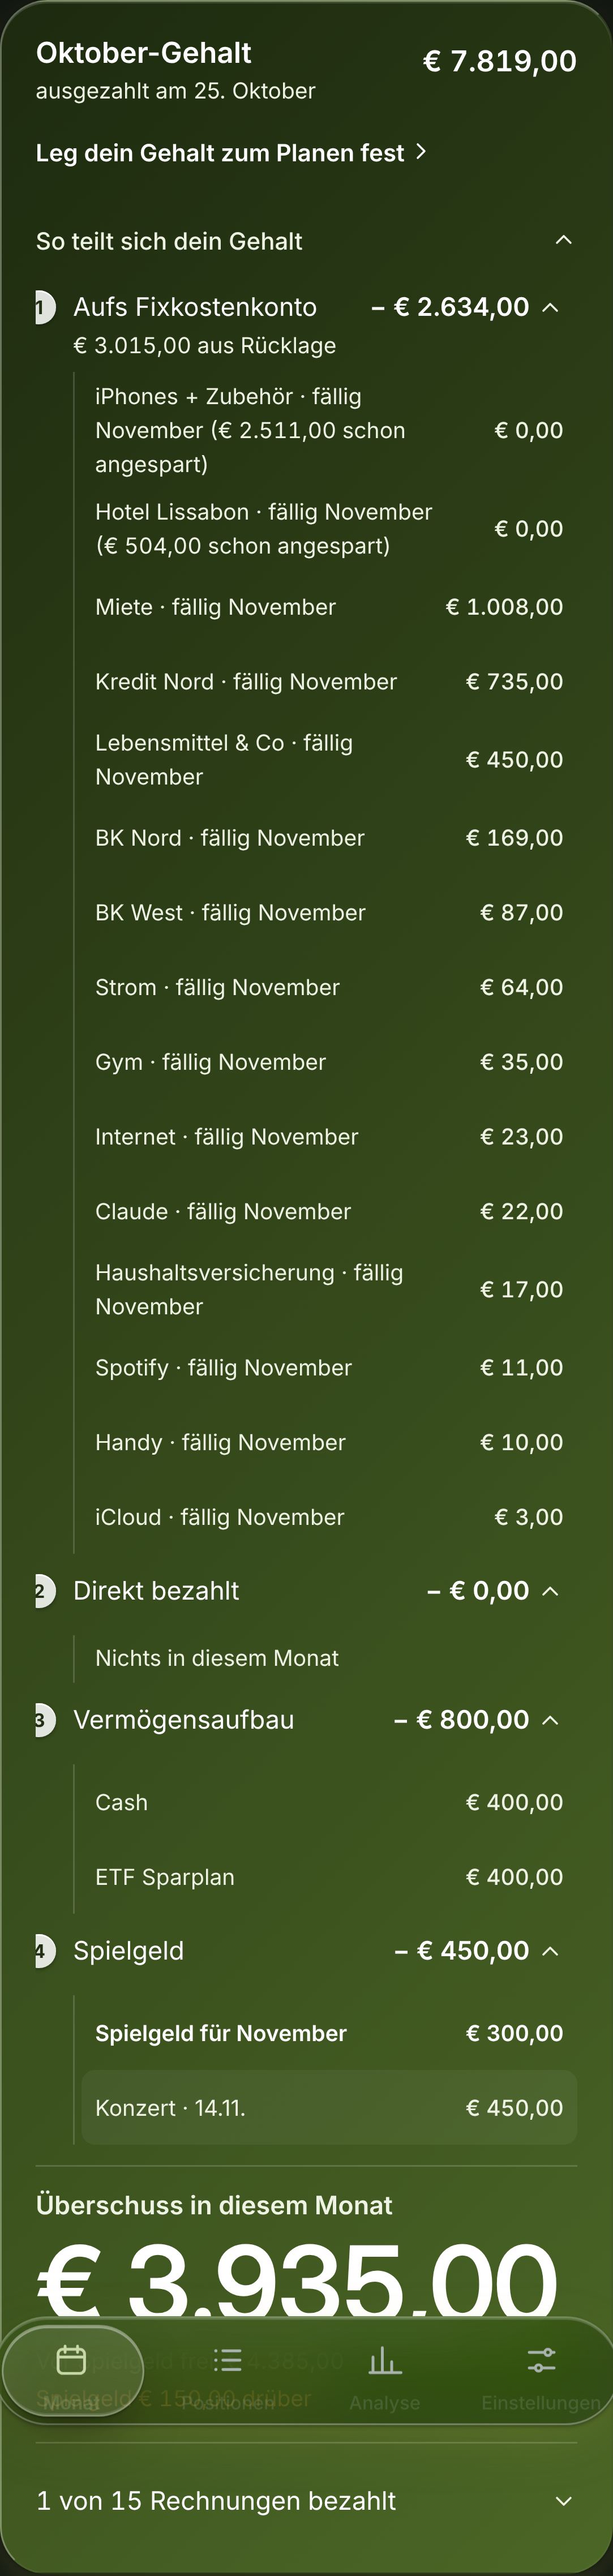 Oktober-Gehalt
€ 7.819,00
ausgezahlt am 25. Oktober
Leg dein Gehalt zum Planen fest
So teilt sich dein Gehalt
1 Aufs Fixkostenkonto – € 2.634,00
€ 3.015,00 aus Rücklage
iPhones + Zubehör · fällig
November (€ 2.511,00 schon
angespart)
€ 0,00
Hotel Lissabon · fällig November
(€ 504,00 schon angespart)
€ 0,00
Miete · fällig November € 1.008,00
Kredit Nord · fällig November € 735,00
Lebensmittel & Co · fällig
November
€ 450,00
BK Nord · fällig November € 169,00
BK West · fällig November € 87,00
Strom · fällig November € 64,00
Gym · fällig November € 35,00
Internet · fällig November € 23,00
Claude · fällig November € 22,00
Haushaltsversicherung · fällig
November
€ 17,00
Spotify · fällig November € 11,00
Handy · fällig November € 10,00
iCloud · fällig November € 3,00
2 Direkt bezahlt – € 0,00
Nichts in diesem Monat
3 Vermögensaufbau – € 800,00
Cash € 400,00
ETF Sparplan € 400,00
4 Spielgeld – € 450,00
Spielgeld für November € 300,00
Konzert · 14.11. € 450,00
Überschuss in diesem Monat
€ 3.935,00
Spielgeld € 150,00 drüber
Monat Positionen Analyse Einstellungen
1 von 15 Rechnungen bezahlt